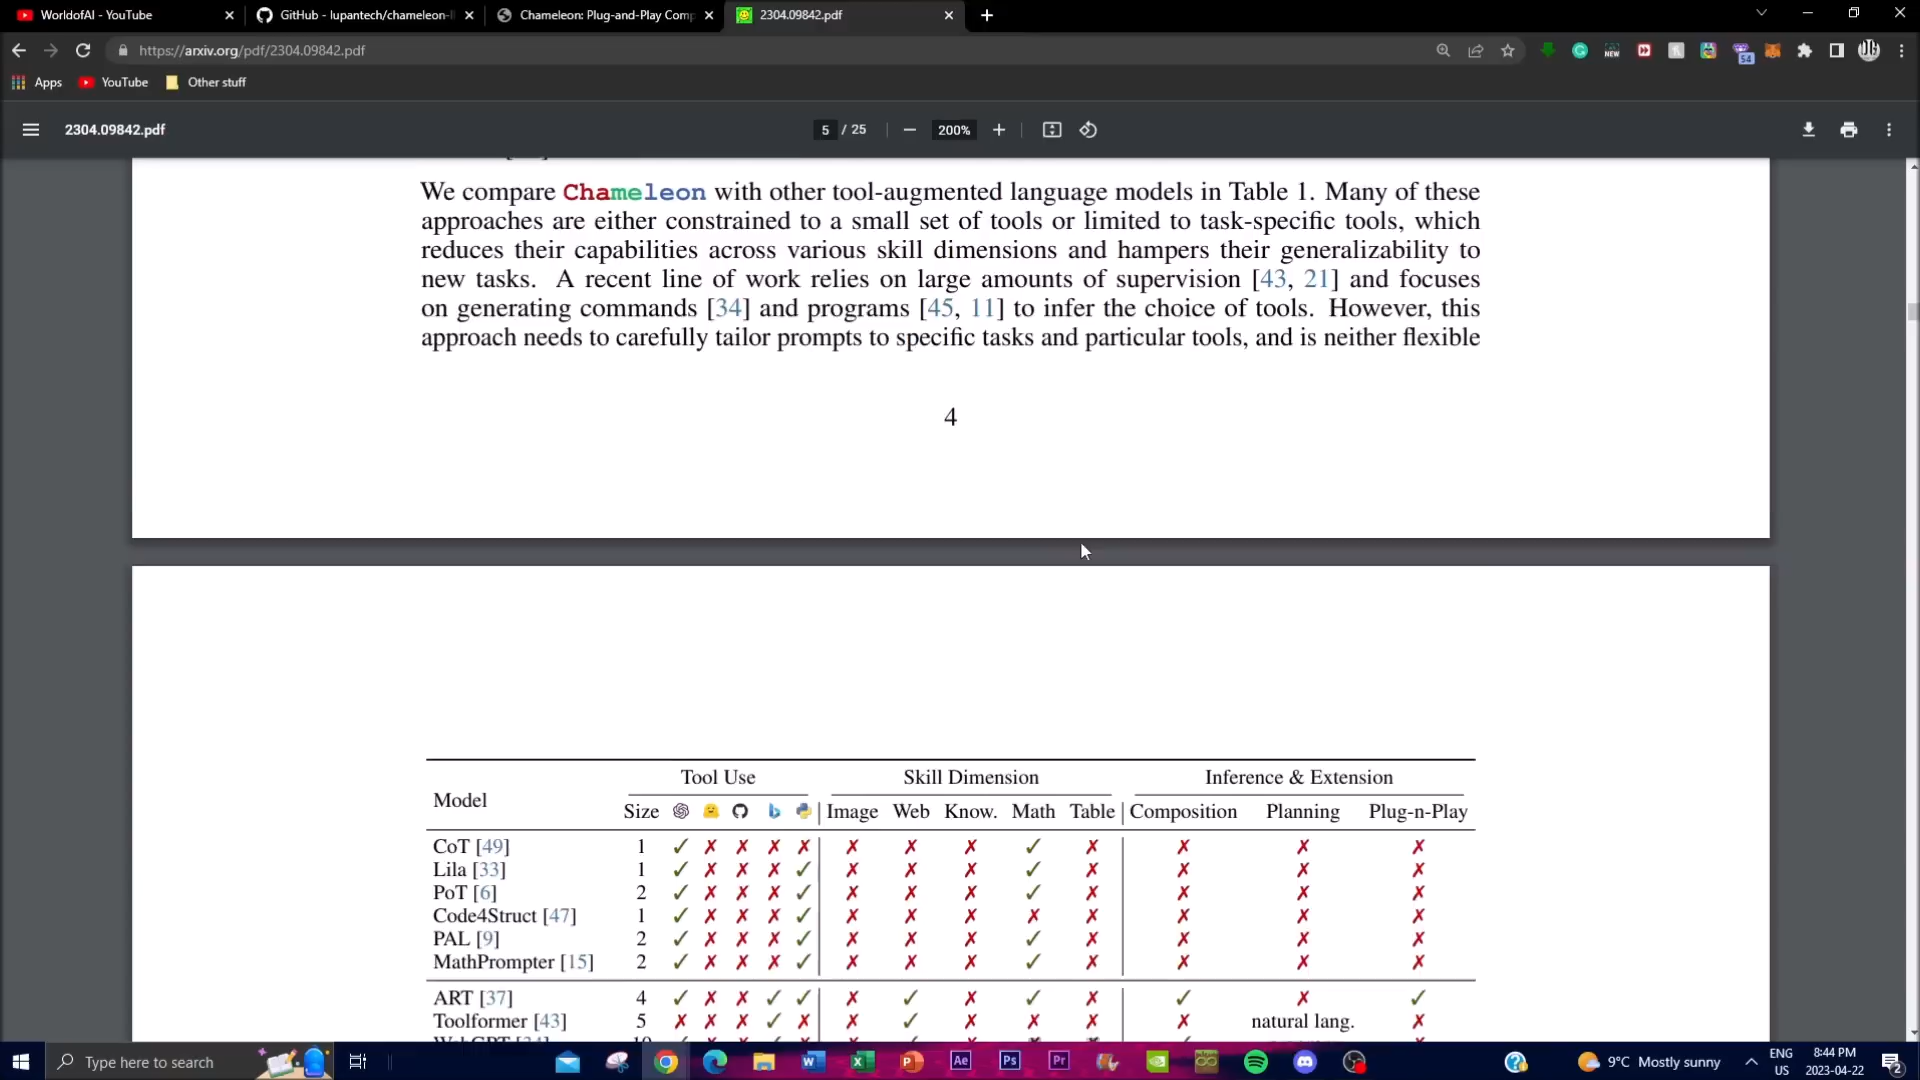 WorldofAI - YouTube
GitHub - lupantech/chameleon-l
Chameleon: Plug-and-Play Comp
2304.09842.pdf
https://arxiv.org/pdf/2304.09842.pdf
NEW
54
Apps
YouTube
Other stuff
2304.09842.pdf
5 / 25
200%
We compare Chameleon with other tool-augmented language models in Table 1. Many of these
approaches are either constrained to a small set of tools or limited to task-specific tools, which
reduces their capabilities across various skill dimensions and hampers their generalizability to
new tasks. A recent line of work relies on large amounts of supervision [43, 21] and focuses
on generating commands [34] and programs [45, 11] to infer the choice of tools. However, this
approach needs to carefully tailor prompts to specific tasks and particular tools, and is neither flexible
4
Tool Use Skill Dimension Inference & Extension
Model
Size Image Web Know. Math Table Composition Planning Plug-n-Play
CoT [49] 1 ✓ ✗ ✗ ✗ ✗ ✗ ✗ ✗ ✓ ✗ ✗ ✗ ✗
Lila [33] 1 ✓ ✗ ✗ ✗ ✓ ✗ ✗ ✗ ✓ ✗ ✗ ✗ ✗
PoT [6] 2 ✓ ✗ ✗ ✗ ✓ ✗ ✗ ✗ ✓ ✗ ✗ ✗ ✗
Code4Struct [47] 1 ✓ ✗ ✗ ✗ ✓ ✗ ✗ ✗ ✗ ✗ ✗ ✗ ✗
PAL [9] 2 ✓ ✗ ✗ ✗ ✓ ✗ ✗ ✗ ✓ ✗ ✗ ✗ ✗
MathPrompter [15] 2 ✓ ✗ ✗ ✗ ✓ ✗ ✗ ✗ ✓ ✗ ✗ ✗ ✗
ART [37] 4 ✓ ✗ ✗ ✓ ✓ ✗ ✓ ✗ ✓ ✗ ✓ ✗ ✓
Toolformer [43] 5 ✗ ✗ ✗ ✓ ✗ ✗ ✓ ✗ ✗ ✗ ✗ natural lang. ✗
Type here to search
Ae
Ps
Pr
9°C Mostly sunny
ENG
US
8:44 PM
2023-04-22
2